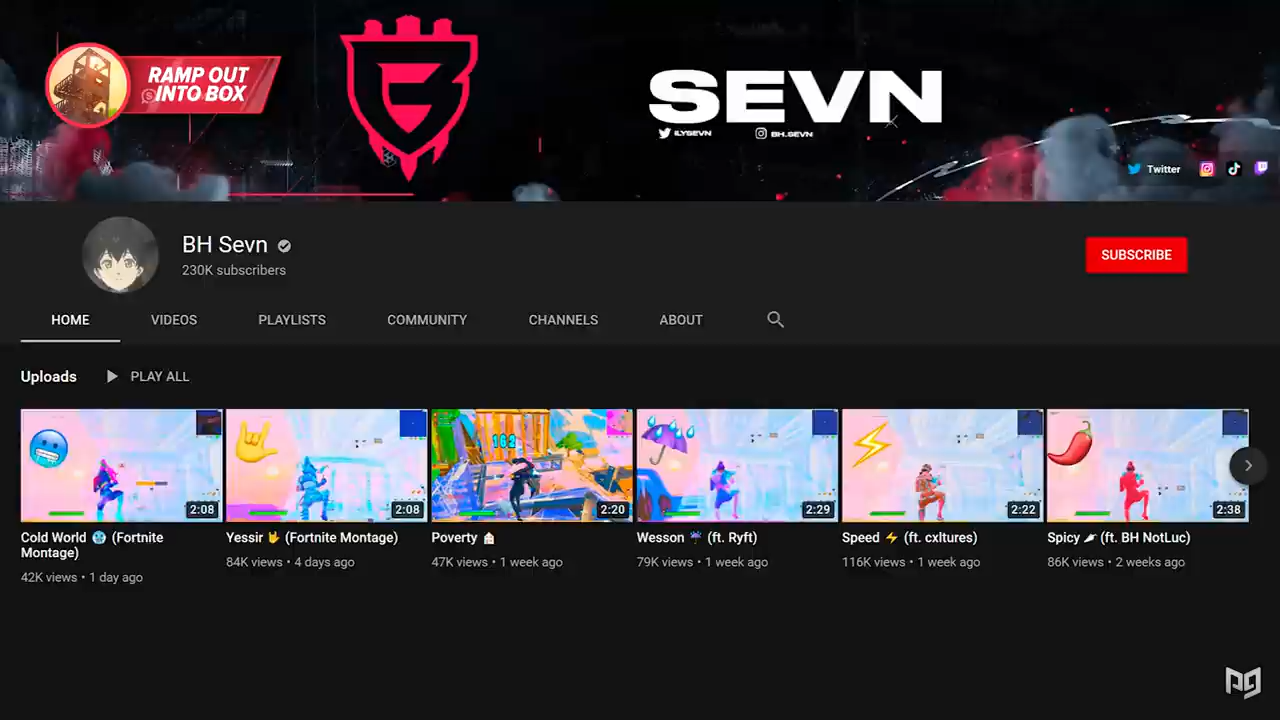 RAMP OUT
INTO BOX
SEVN
ILYSEVN
BH.SEVN
Twitter
BH Sevn
230K subscribers
SUBSCRIBE
HOME
VIDEOS
PLAYLISTS
COMMUNITY
CHANNELS
ABOUT
Uploads
PLAY ALL
182
2:08
2:08
2:20
2:29
2:22
2:38
Cold World 🥶 (Fortnite
Montage)
42K views • 1 day ago
Yessir 🤟 (Fortnite Montage)
84K views • 4 days ago
Poverty 🏚
47K views • 1 week ago
Wesson ☔ (ft. Ryft)
79K views • 1 week ago
Speed ⚡ (ft. cxltures)
116K views • 1 week ago
Spicy 🌶 (ft. BH NotLuc)
86K views • 2 weeks ago